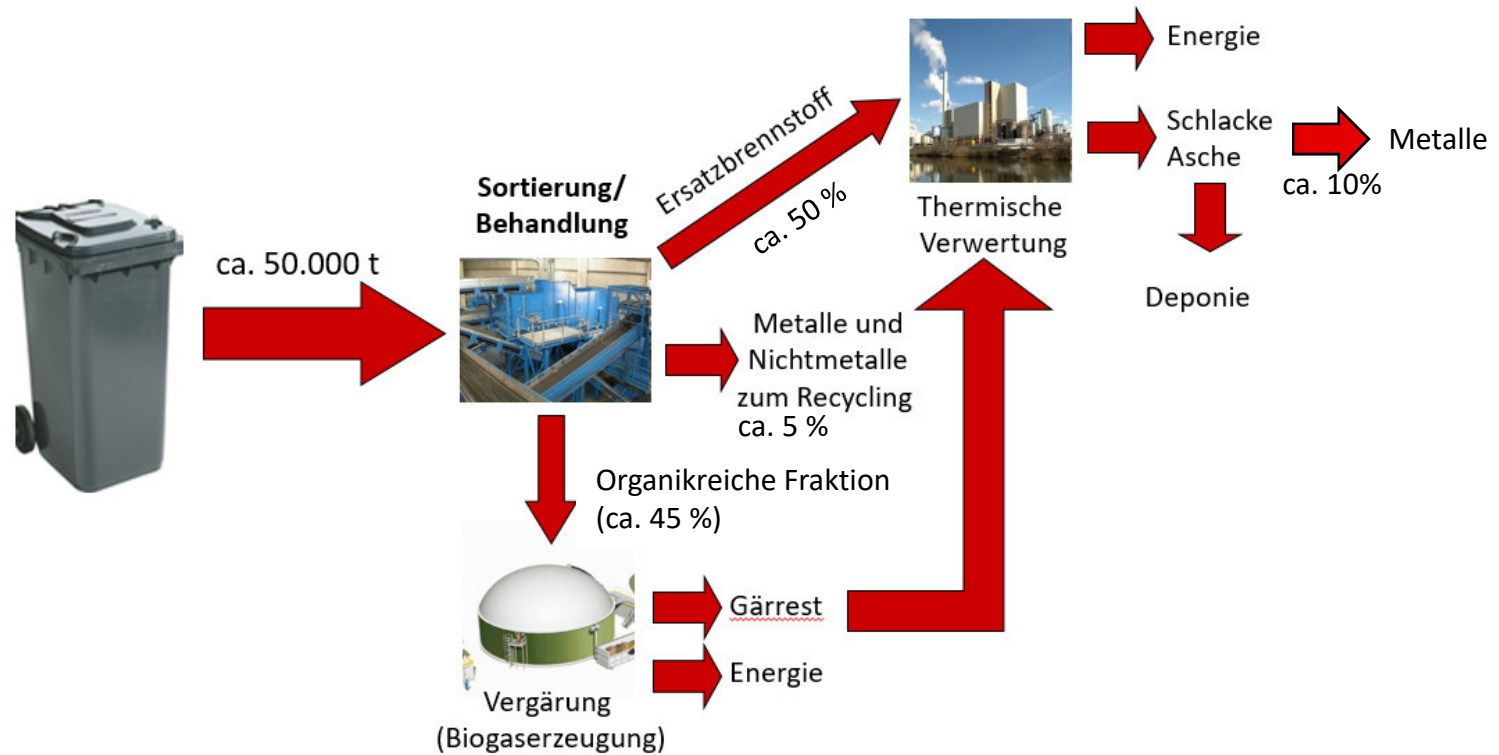 ca. 50.000 t
Sortierung/
Behandlung
Ersatzbrennstoff
ca. 50 %
Metalle und
Nichtmetalle
zum Recycling
ca. 5 %
Organikreiche Fraktion
(ca. 45 %)
Vergärung
(Biogaserzeugung)
Gärrest
Energie
Thermische
Verwertung
Energie
Schlacke
Asche
ca. 10%
Metalle
Deponie